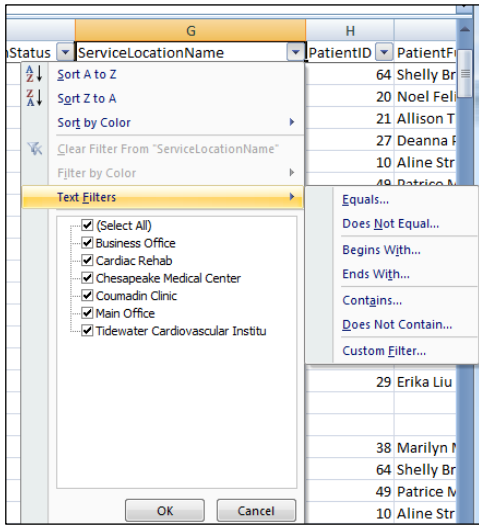 G H
nStatus ServiceLocationName PatientID PatientFu
Sort A to Z
Sort Z to A
Sort by Color
Clear Filter From "ServiceLocationName"
Filter by Color
Text Filters
(Select All)
Business Office
Cardiac Rehab
Chesapeake Medical Center
Coumadin Clinic
Main Office
Tidewater Cardiovascular Institu
OK Cancel
64 Shelly Br
20 Noel Feli
21 Allison T
27 Deanna
10 Aline Str
49 Patrice M
Equals...
Does Not Equal...
Begins With...
Ends With...
Contains...
Does Not Contain...
Custom Filter...
29 Erika Liu
38 Marilyn
64 Shelly Br
49 Patrice M
10 Aline Str